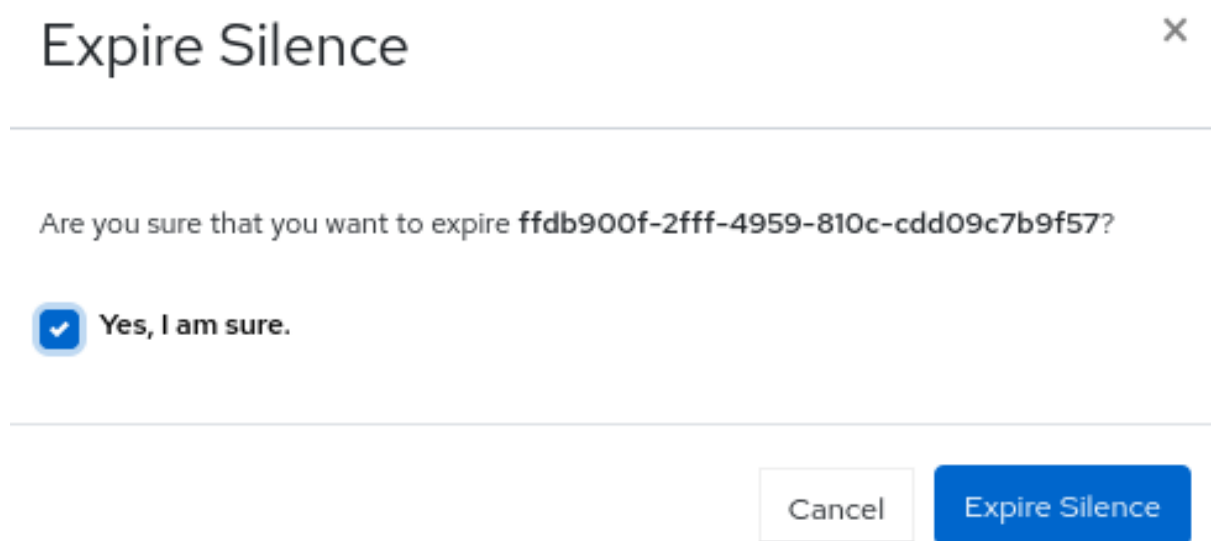 Expire Silence
Are you sure that you want to expire ffdb900f-2fff-4959-810c-cdd09c7b9f57?
Yes, I am sure.
Cancel
Expire Silence